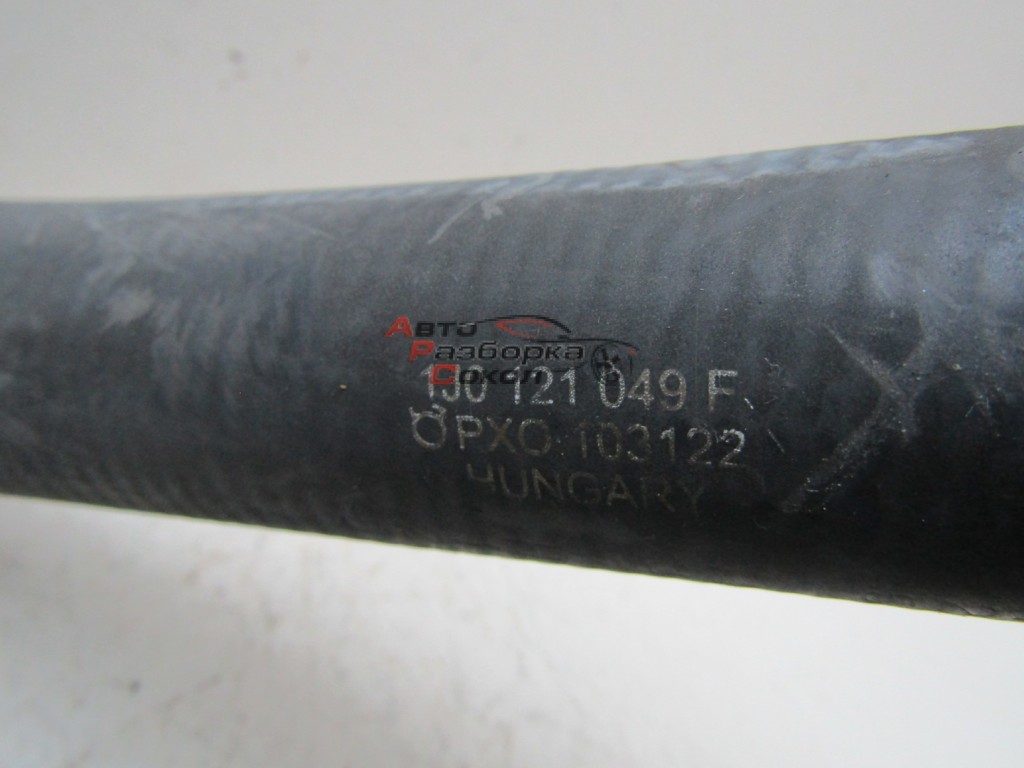 Авто
Разборка
Сокол
1J0 121 049 F
PXO 103122
HUNGARY